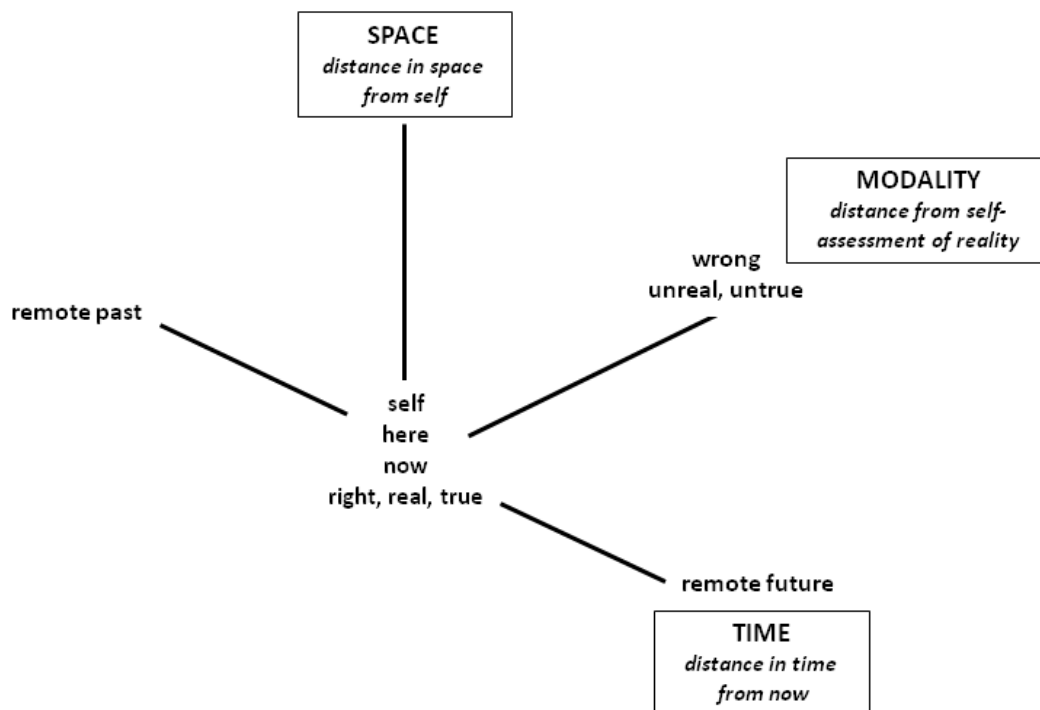 SPACE
distance in space
from self
MODALITY
distance from self-
assessment of reality
wrong
unreal, untrue
remote past
self
here
now
right, real, true
remote future
TIME
distance in time
from now